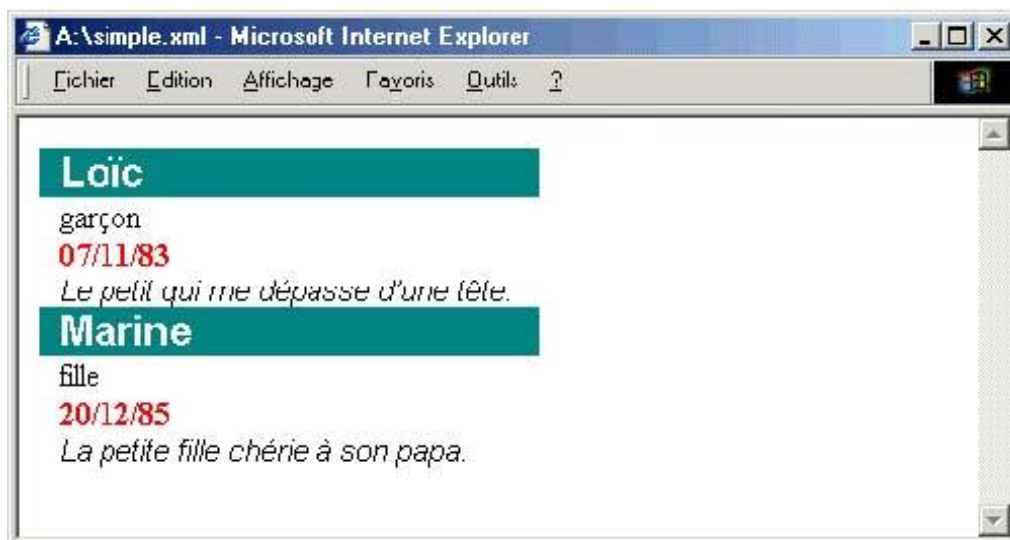 A:\simple.xml - Microsoft Internet Explorer
Fichier Edition Affichage Favoris Outils ?
Loïc
garçon
07/11/83
Le petit qui me dépasse d'une tête.
Marine
fille
20/12/85
La petite fille chérie à son papa.